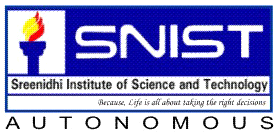 SNIST
Sreenidhi Institute of Science and Technology
Because, Life is all about taking the right decisions
AUTONOMOUS